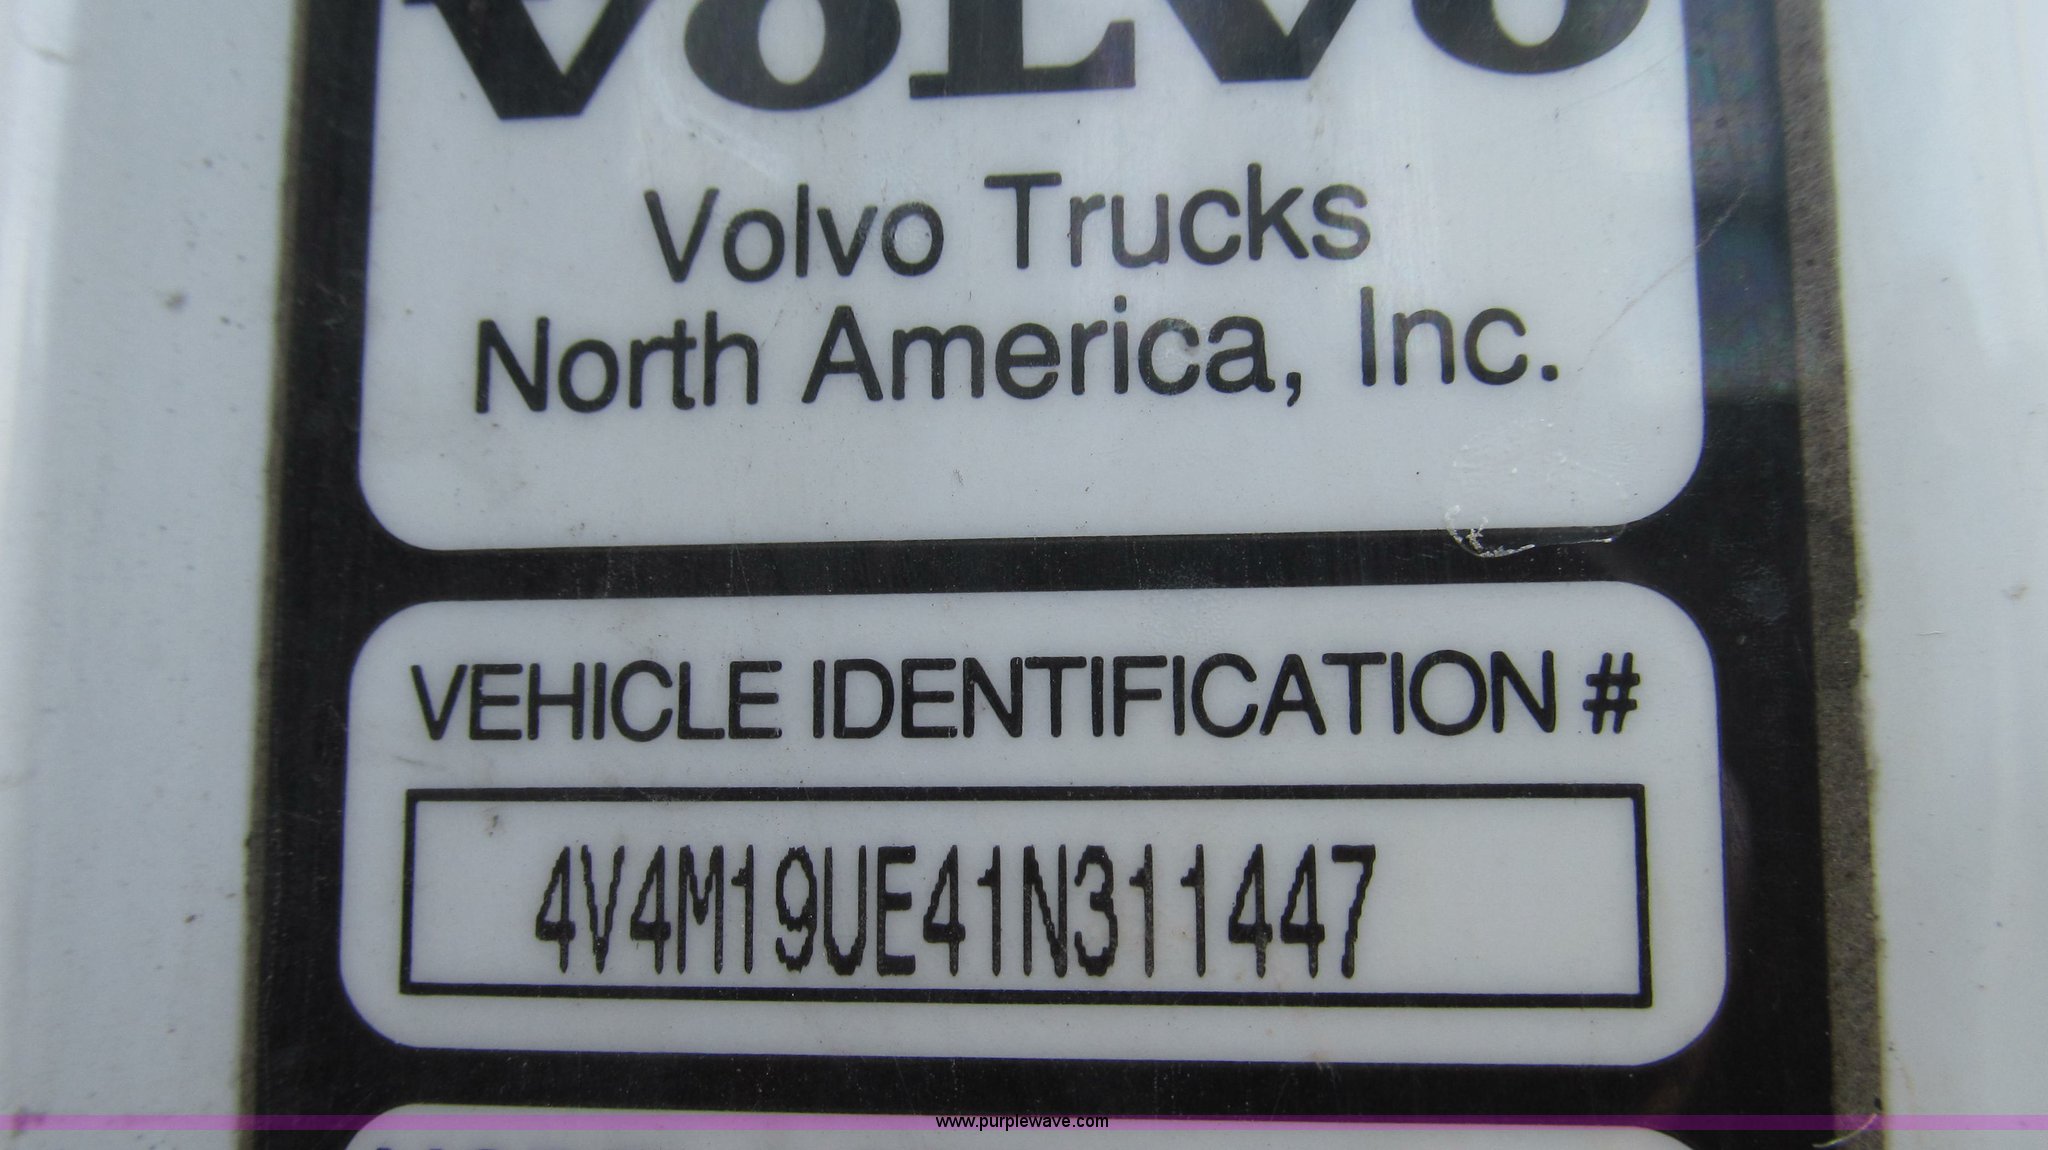 VOLVO
Volvo Trucks
North America, Inc.
VEHICLE IDENTIFICATION #
4V4M19UE41N311447
www.purplewave.com